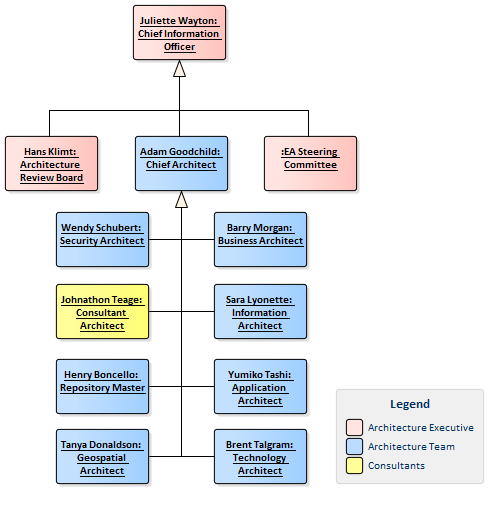 Juliette Wayton:
Chief Information
Officer
Hans Klimt:
Architecture
Review Board
Adam Goodchild:
Chief Architect
:EA Steering
Committee
Wendy Schubert:
Security Architect
Barry Morgan:
Business Architect
Johnathon Teage:
Consultant
Architect
Sara Lyonette:
Information
Architect
Henry Boncello:
Repository Master
Yumiko Tashi:
Application
Architect
Tanya Donaldson:
Geospatial
Architect
Brent Talgram:
Technology
Architect
Legend
Architecture Executive
Architecture Team
Consultants